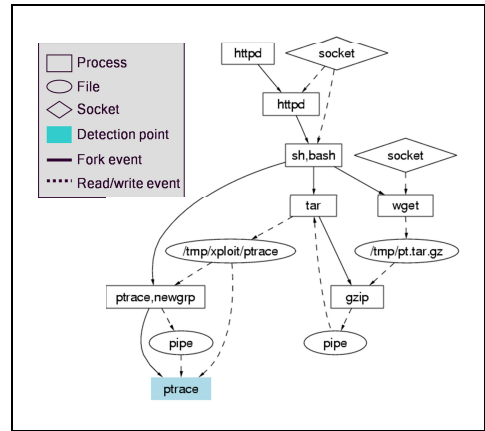 Process
File
Socket
Detection point
Fork event
Read/write event
httpd
socket
httpd
sh,bash
socket
tar
wget
/tmp/xploit/ptrace
/tmp/pt.tar.gz
ptrace,newgrp
gzip
pipe
pipe
ptrace